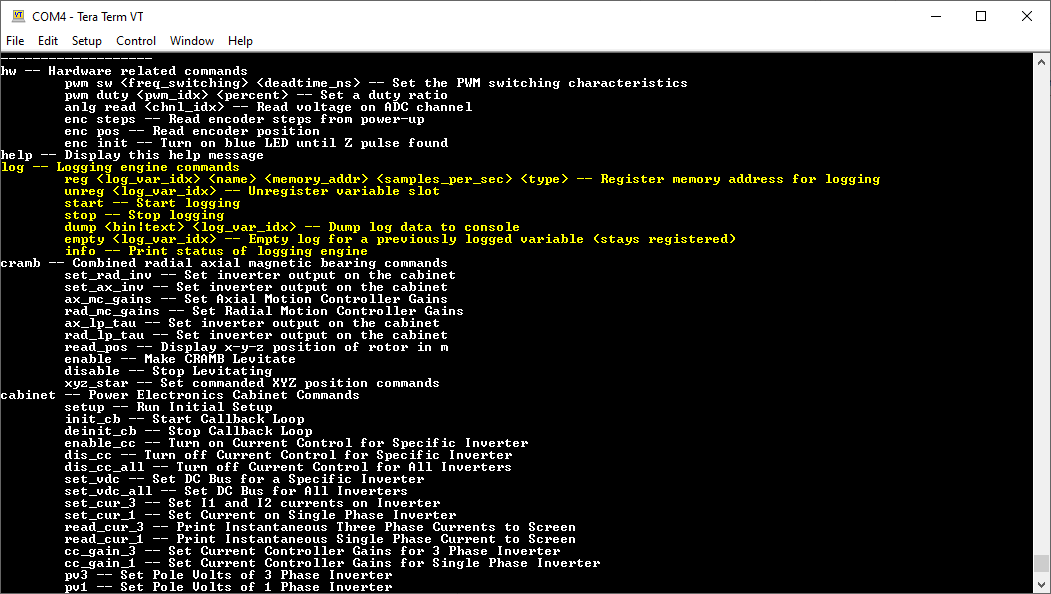 COM4 - Tera Term VT
File Edit Setup Control Window Help
-------------------
hw -- Hardware related commands
pwm sw <freq_switching> <deadtime_ns> -- Set the PWM switching characteristics
pwm duty <pwm_idx> <percent> -- Set a duty ratio
anlg read <chnl_idx> -- Read voltage on ADC channel
enc steps -- Read encoder steps from power-up
enc pos -- Read encoder position
enc init -- Turn on blue LED until Z pulse found
help -- Display this help message
log -- Logging engine commands
reg <log_var_idx> <name> <memory_addr> <samples_per_sec> <type> -- Register memory address for logging
unreg <log_var_idx> -- Unregister variable slot
start -- Start logging
stop -- Stop logging
dump <bin|text> <log_var_idx> -- Dump log data to console
empty <log_var_idx> -- Empty log for a previously logged variable (stays registered)
info -- Print status of logging engine
cramb -- Combined radial axial magnetic bearing commands
set_rad_inv -- Set inverter output on the cabinet
set_ax_inv -- Set inverter output on the cabinet
ax_mc_gains -- Set Axial Motion Controller Gains
rad_mc_gains -- Set Radial Motion Controller Gains
ax_lp_tau -- Set inverter output on the cabinet
rad_lp_tau -- Set inverter output on the cabinet
read_pos -- Display x-y-z position of rotor in m
enable -- Make CRAMB Levitate
disable -- Stop Levitating
xyz_star -- Set commanded XYZ position commands
cabinet -- Power Electronics Cabinet Commands
setup -- Run Initial Setup
init_cb -- Start Callback Loop
deinit_cb -- Stop Callback Loop
enable_cc -- Turn on Current Control for Specific Inverter
dis_cc -- Turn off Current Control for Specific Inverter
dis_cc_all -- Turn off Current Control for All Inverters
set_vdc -- Set DC Bus for a Specific Inverter
set_vdc_all -- Set DC Bus for All Inverters
set_cur_3 -- Set I1 and I2 currents on Inverter
set_cur_1 -- Set Current on Single Phase Inverter
read_cur_3 -- Print Instantaneous Three Phase Currents to Screen
read_cur_1 -- Print Instantaneous Single Phase Current to Screen
cc_gain_3 -- Set Current Controller Gains for 3 Phase Inverter
cc_gain_1 -- Set Current Controller Gains for Single Phase Inverter
pv3 -- Set Pole Volts of 3 Phase Inverter
pv1 -- Set Pole Volts of 1 Phase Inverter